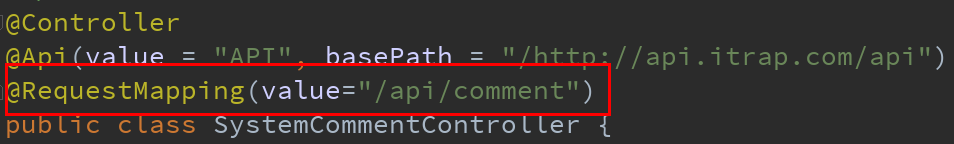 @Controller
@Api(value = "API", basePath = "/http://api.itrap.com/api")
@RequestMapping(value="/api/comment")
public class SystemCommentController {